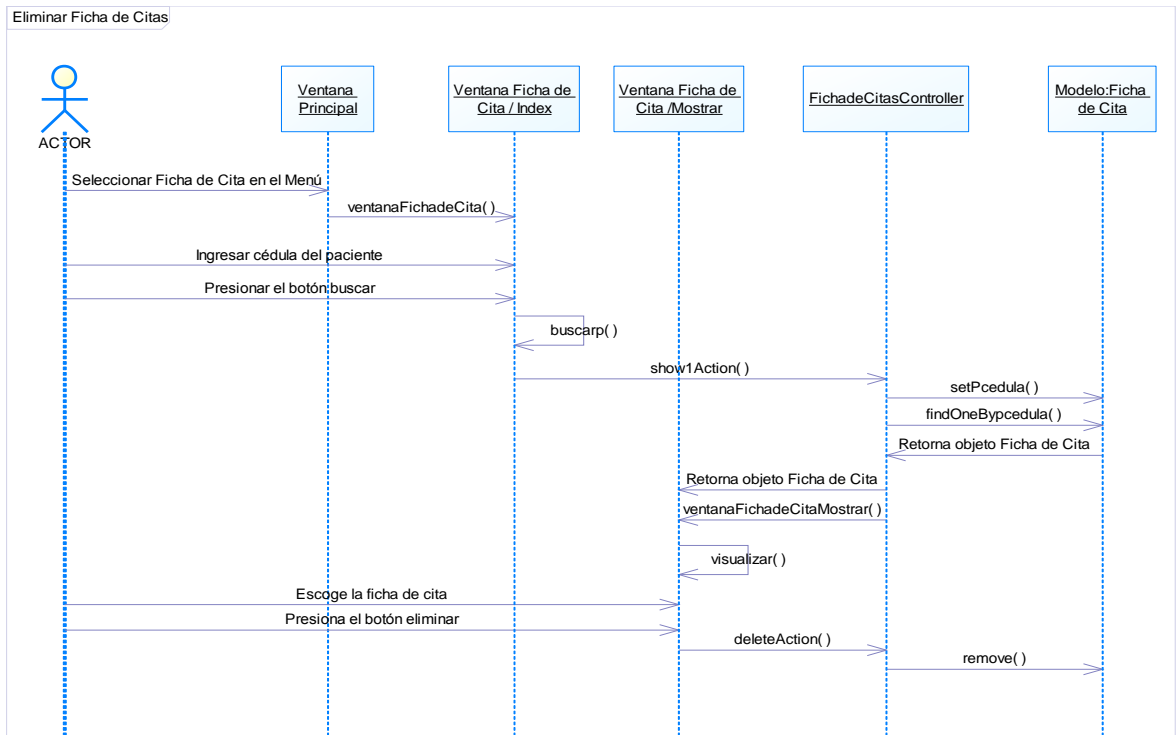 Eliminar Ficha de Citas
ACTOR
Ventana
Principal
Ventana Ficha de
Cita / Index
Ventana Ficha de
Cita /Mostrar
FichadeCitasController
Modelo:Ficha
de Cita
Seleccionar Ficha de Cita en el Menú
ventanaFichadeCita( )
Ingresar cédula del paciente
Presionar el botón buscar
buscarp( )
show1Action( )
setPcedula( )
findOneBypcedula( )
Retorna objeto Ficha de Cita
Retorna objeto Ficha de Cita
ventanaFichadeCitaMostrar( )
visualizar( )
Escoge la ficha de cita
Presiona el botón eliminar
deleteAction( )
remove( )